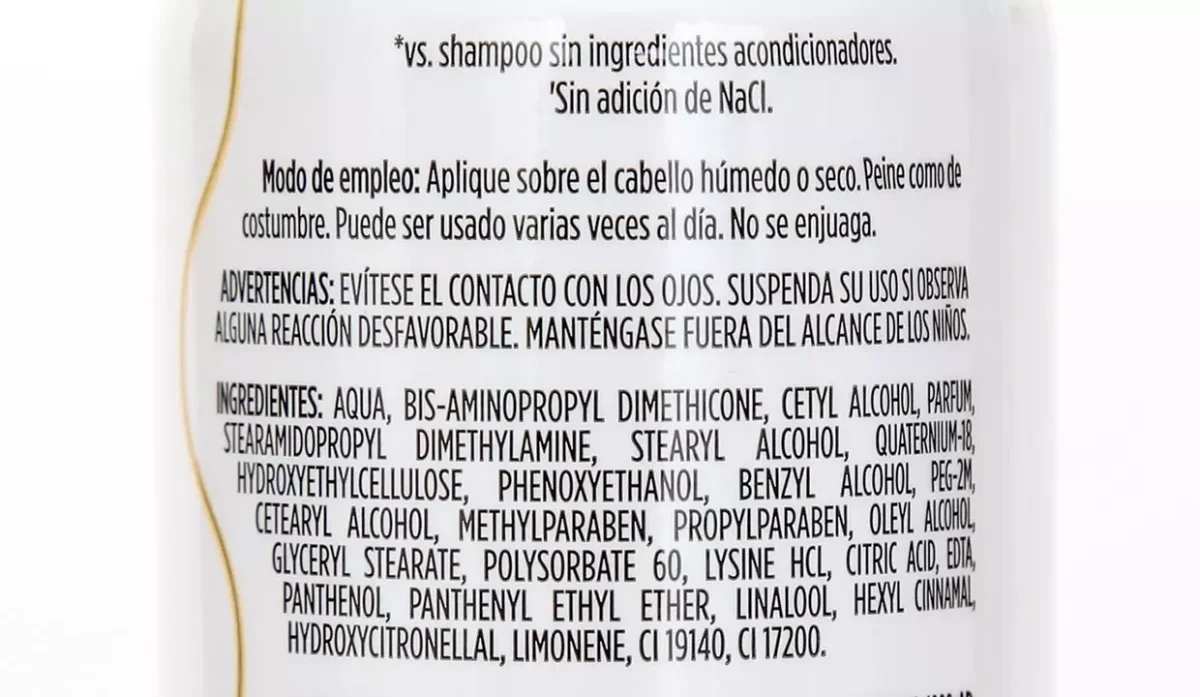 *vs. shampoo sin ingredientes acondicionadores.
'Sin adición de NaCl.
Modo de empleo: Aplique sobre el cabello húmedo o seco. Peine como de
costumbre. Puede ser usado varias veces al día. No se enjuaga.
ADVERTENCIAS: EVÍTESE EL CONTACTO CON LOS OJOS. SUSPENDA SU USO SI OBSERVA
ALGUNA REACCIÓN DESFAVORABLE. MANTÉNGASE FUERA DEL ALCANCE DE LOS NIÑOS.
INGREDIENTES: AQUA, BIS-AMINOPROPYL DIMETHICONE, CETYL ALCOHOL, PARFUM,
STEARAMIDOPROPYL DIMETHYLAMINE, STEARYL ALCOHOL, QUATERNIUM-18,
HYDROXYETHYLCELLULOSE, PHENOXYETHANOL, BENZYL ALCOHOL, PEG-2M,
CETEARYL ALCOHOL, METHYLPARABEN, PROPYLPARABEN, OLEYL ALCOHOL,
GLYCERYL STEARATE, POLYSORBATE 60, LYSINE HCL, CITRIC ACID, EDTA,
PANTHENOL, PANTHENYL ETHYL ETHER, LINALOOL, HEXYL CINNAMAL,
HYDROXYCITRONELLAL, LIMONENE, CI 19140, CI 17200.